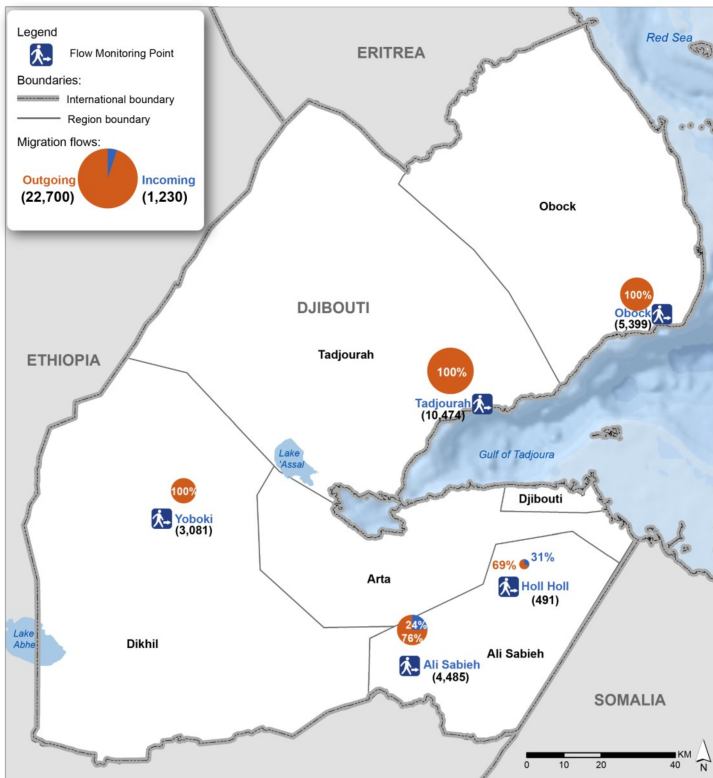 Legend
Flow Monitoring Point
Boundaries:
International boundary
Region boundary
Migration flows:
Outgoing
(22,700)
Incoming
(1,230)
ERITREA
Red Sea
Obock
100%
Obock
(5,399)
DJIBOUTI
ETHIOPIA
Tadjourah
100%
Tadjourah
(10,474)
Lake
'Assal
Gulf of Tadjoura
100%
Yoboki
(3,081)
Djibouti
69%
31%
Holl Holl
(491)
Arta
24%
76%
Ali Sabieh
(4,485)
Ali Sabieh
Lake
Abhe
Dikhil
SOMALIA
KM
0 10 20 40
N